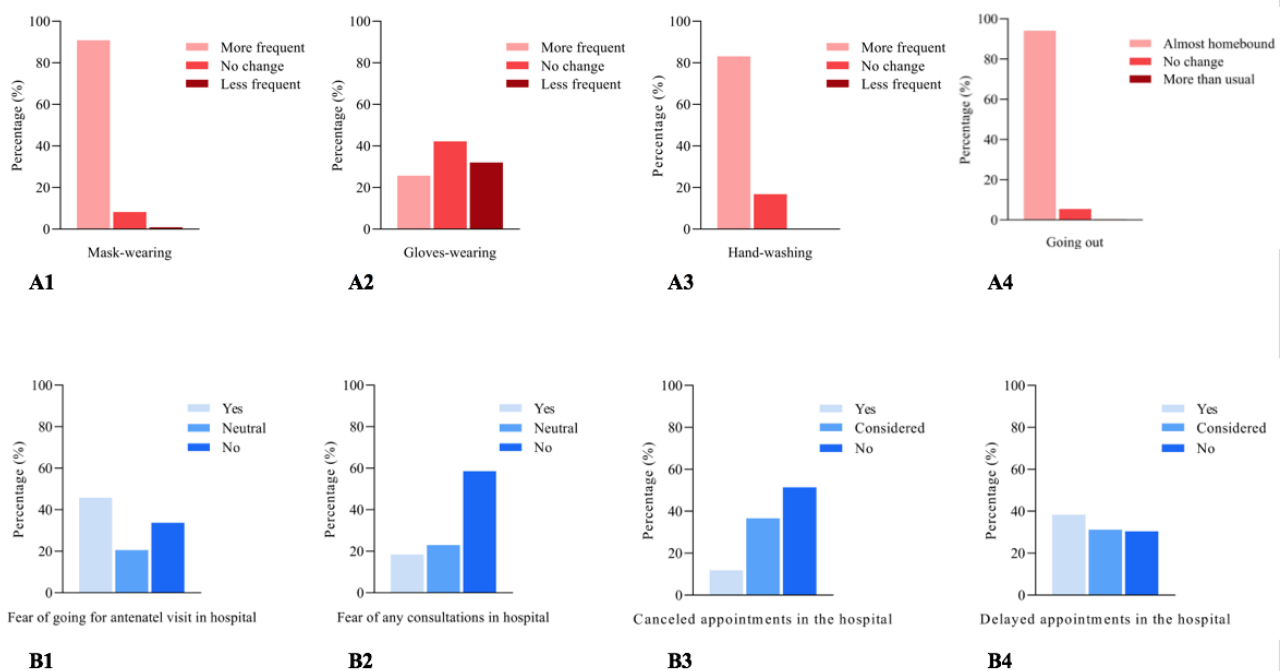 Percentage (%)
100
80
60
40
20
0
More frequent
No change
Less frequent
Mask-wearing
A1
Percentage (%)
100
80
60
40
20
0
More frequent
No change
Less frequent
Gloves-wearing
A2
Percentage (%)
100
80
60
40
20
0
More frequent
No change
Less frequent
Hand-washing
A3
Percentage (%)
100
80
60
40
20
0
Almost homebound
No change
More than usual
Going out
A4
Percentage (%)
100
80
60
40
20
0
Yes
Neutral
No
Fear of going for antenatel visit in hospital
B1
Percentage (%)
100
80
60
40
20
0
Yes
Neutral
No
Fear of any consultations in hospital
B2
Percentage (%)
100
80
60
40
20
0
Yes
Considered
No
Canceled appointments in the hospital
B3
Percentage (%)
100
80
60
40
20
0
Yes
Considered
No
Delayed appointments in the hospital
B4